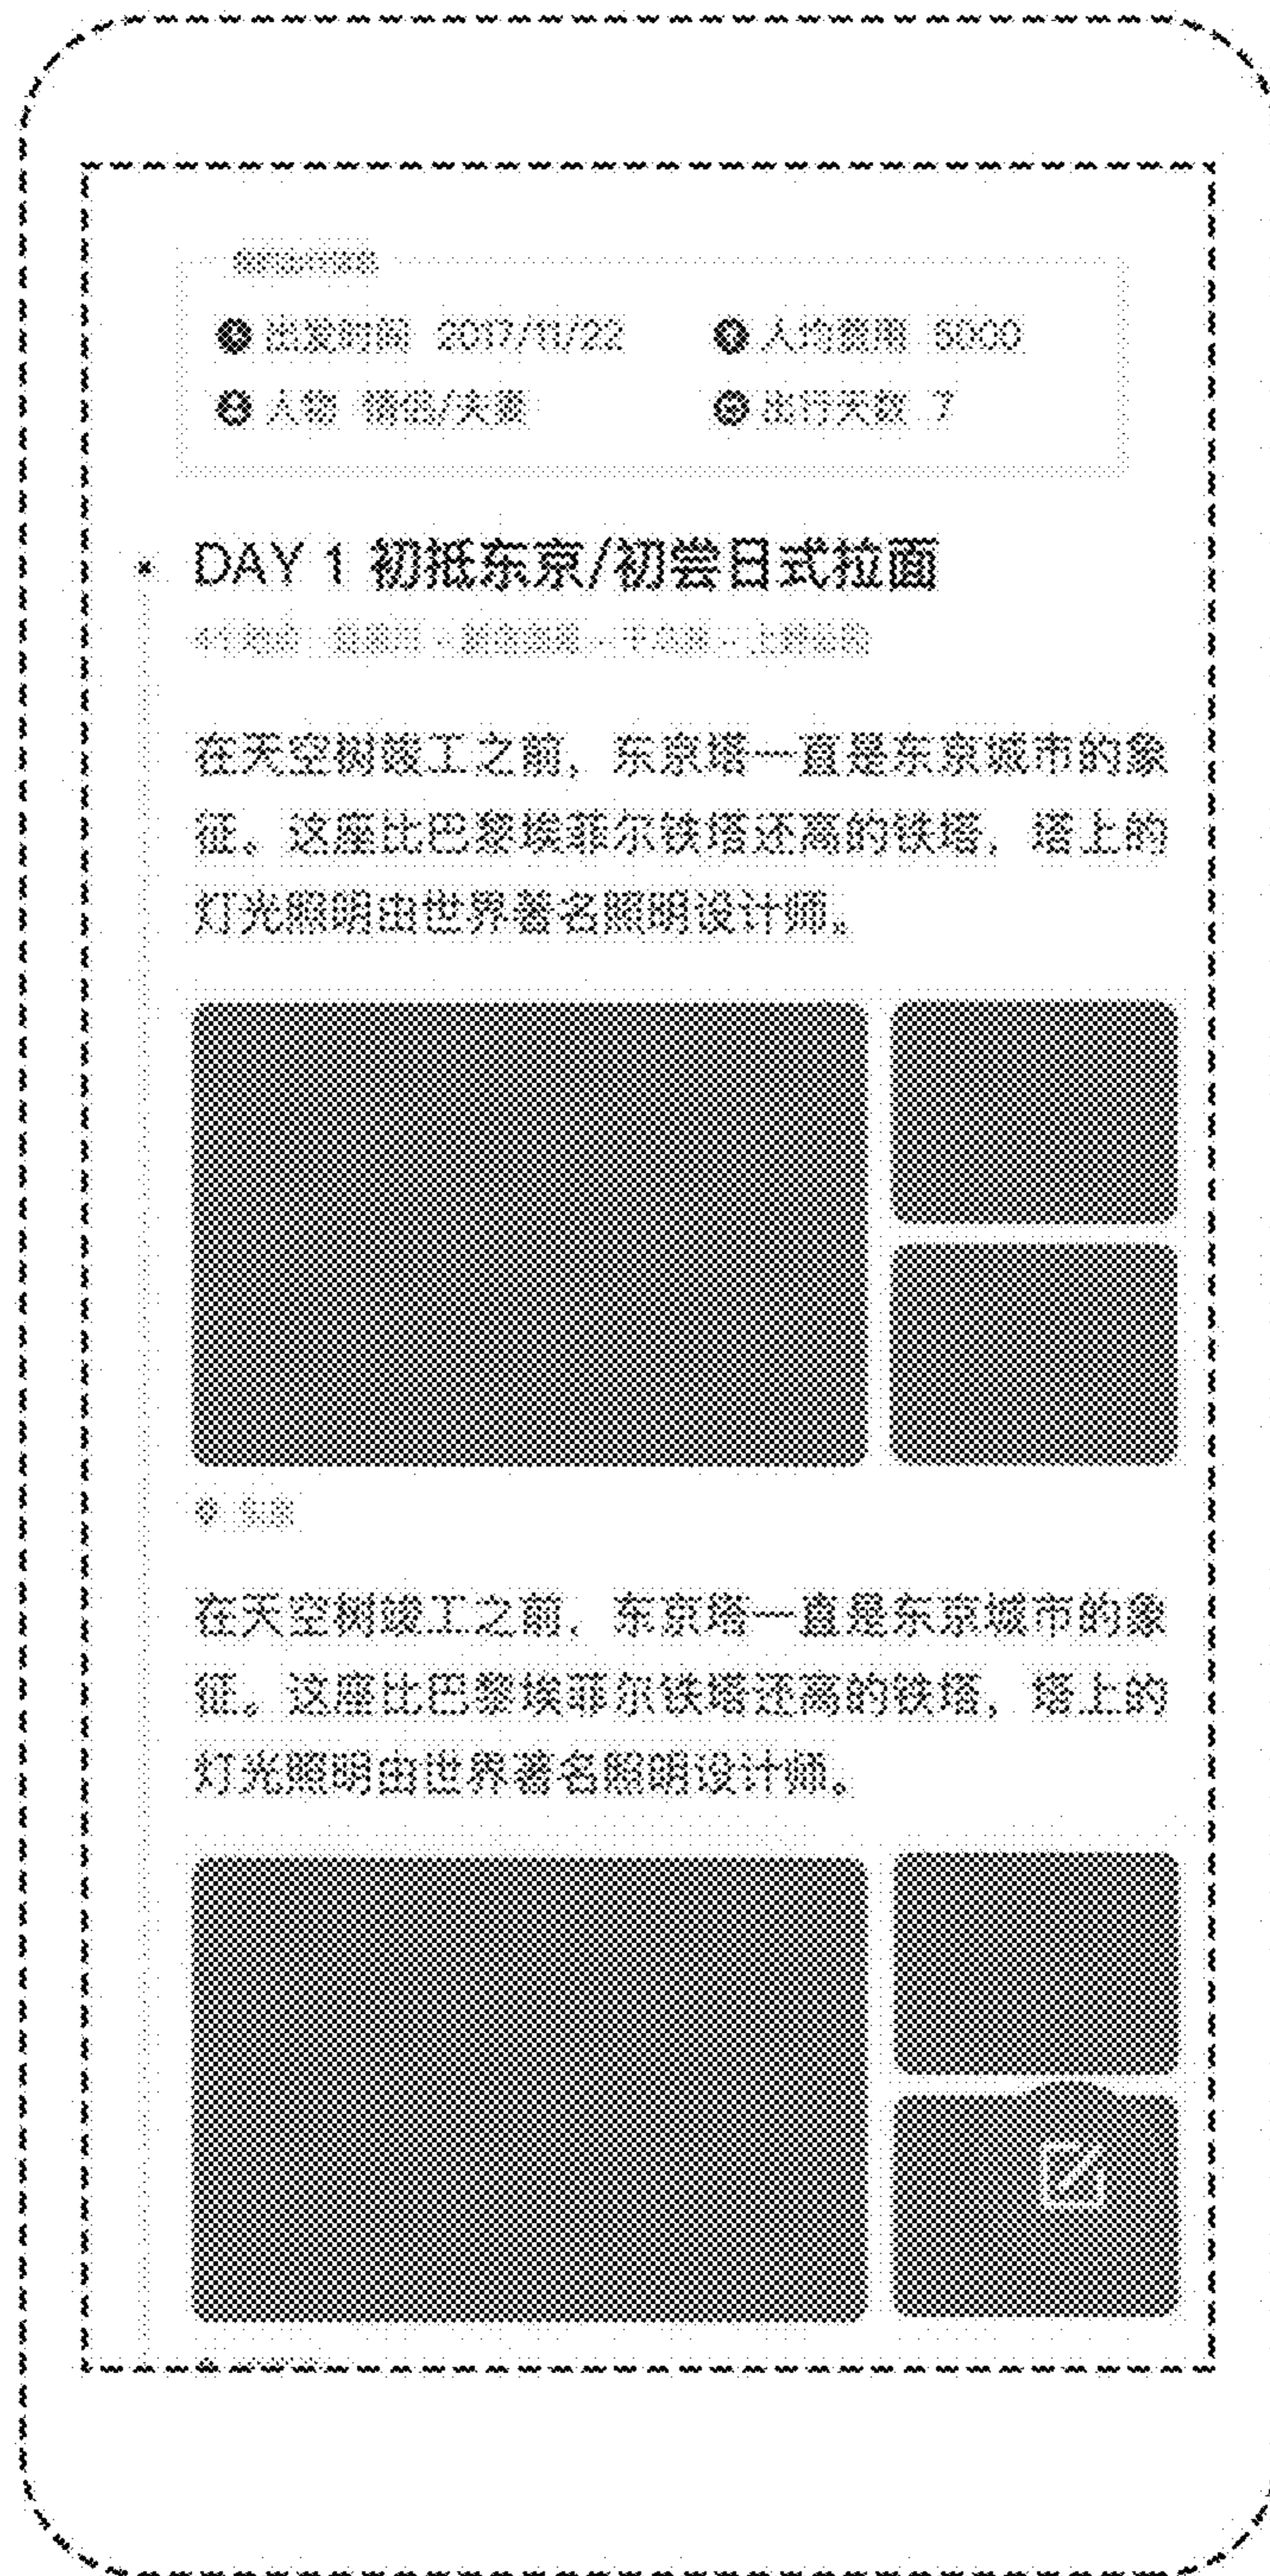 出发时间 2017/11/22 人均费用 5000
人物 情侣/夫妻 出行天数 7
DAY 1 初抵东京/初尝日式拉面
在天空树竣工之前，东京塔一直是东京城市的象
征。这座比巴黎埃菲尔铁塔还高的铁塔，塔上的
灯光照明由世界著名照明设计师。
在天空树竣工之前，东京塔一直是东京城市的象
征。这座比巴黎埃菲尔铁塔还高的铁塔，塔上的
灯光照明由世界著名照明设计师。